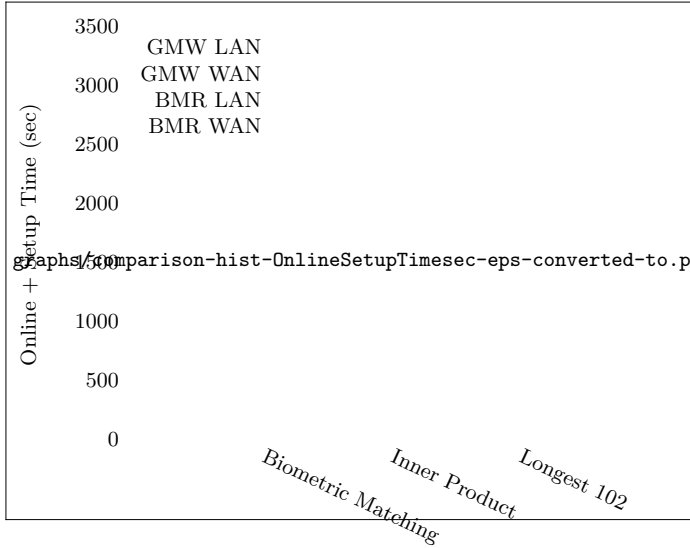 3500
GMW LAN
GMW WAN
3000
BMR LAN
BMR WAN
2500
2000
graphs/comparison-hist-OnlineSetupTimesec-eps-converted-to.p
1500
1000
500
0
Online + Setup Time (sec)
Biometric Matching
Inner Product
Longest 102